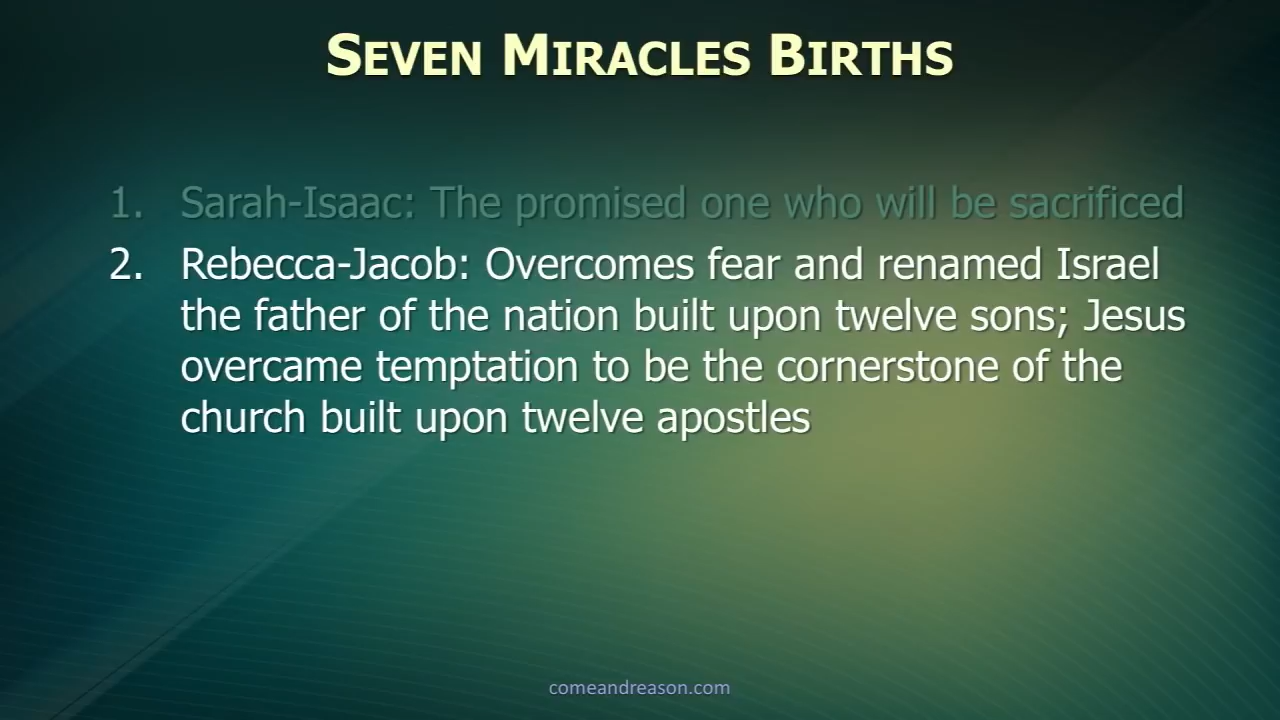 SEVEN MIRACLES BIRTHS
1. Sarah-Isaac: The promised one who will be sacrificed
2. Rebecca-Jacob: Overcomes fear and renamed Israel
the father of the nation built upon twelve sons; Jesus
overcame temptation to be the cornerstone of the
church built upon twelve apostles
comeandreason.com